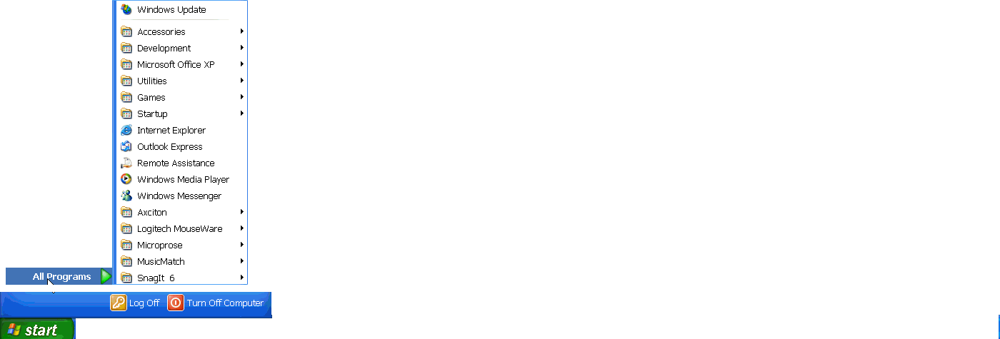 Windows Update
Accessories
Development
Microsoft Office XP
Utilities
Games
Startup
Internet Explorer
Outlook Express
Remote Assistance
Windows Media Player
Windows Messenger
Axciton
Logitech MouseWare
Microprose
MusicMatch
SnagIt 6
All Programs
Log Off
Turn Off Computer
start